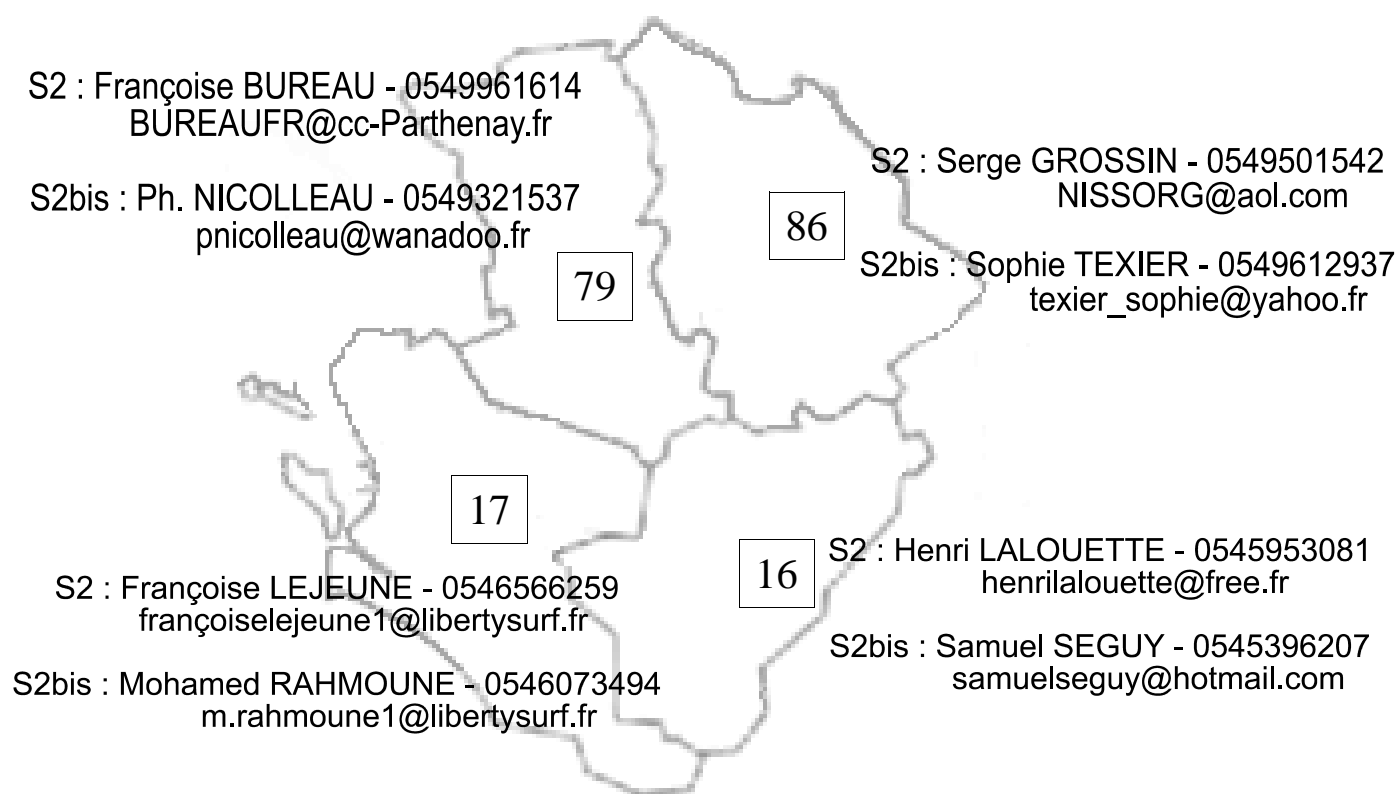 S2 : Françoise BUREAU - 0549961614
BUREAUFR@cc-Parthenay.fr
S2bis : Ph. NICOLLEAU - 0549321537
pnicolleau@wanadoo.fr
79
86
S2 : Serge GROSSIN - 0549501542
NISSORG@aol.com
S2bis : Sophie TEXIER - 0549612937
texier_sophie@yahoo.fr
17
S2 : Françoise LEJEUNE - 0546566259
françoiselejeune1@libertysurf.fr
S2bis : Mohamed RAHMOUNE - 0546073494
m.rahmoune1@libertysurf.fr
16
S2 : Henri LALOUETTE - 0545953081
henrilalouette@free.fr
S2bis : Samuel SEGUY - 0545396207
samuelseguy@hotmail.com